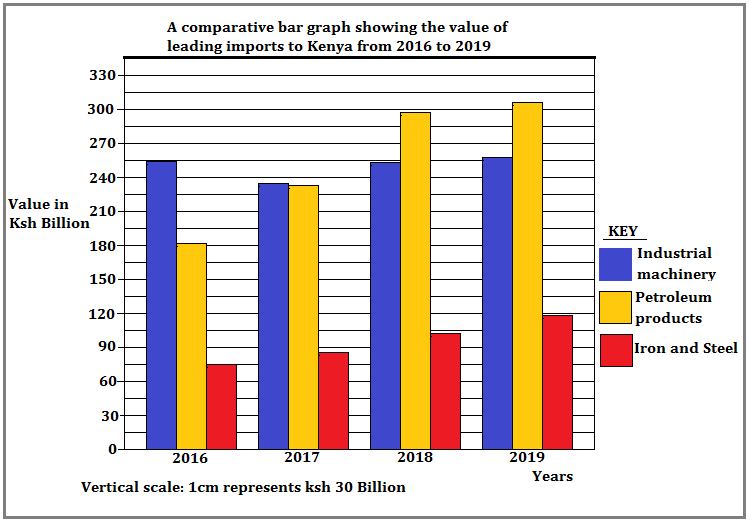 A comparative bar graph showing the value of
leading imports to Kenya from 2016 to 2019
330
300
270
240
210
180
150
120
90
60
30
0
Value in
Ksh Billion
2016 2017 2018 2019
Years
KEY
Industrial
machinery
Petroleum
products
Iron and Steel
Vertical scale: 1cm represents ksh 30 Billion